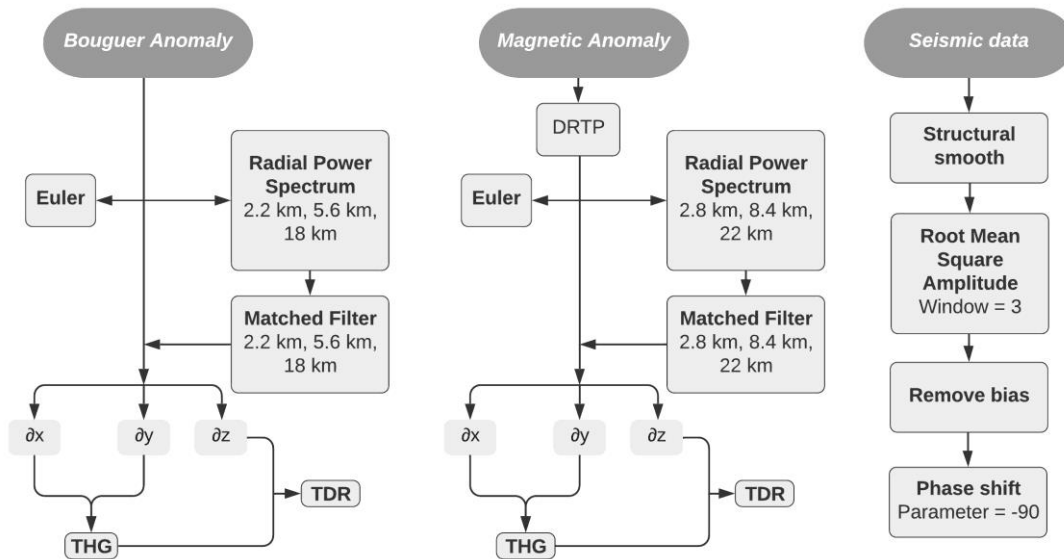 Bouguer Anomaly
Euler
Radial Power
Spectrum
2.2 km, 5.6 km,
18 km
Matched Filter
2.2 km, 5.6 km,
18 km
∂x
∂y
∂z
TDR
THG
Magnetic Anomaly
DRTP
Euler
Radial Power
Spectrum
2.8 km, 8.4 km,
22 km
Matched Filter
2.8 km, 8.4 km,
22 km
∂x
∂y
∂z
TDR
THG
Seismic data
Structural
smooth
Root Mean
Square
Amplitude
Window = 3
Remove bias
Phase shift
Parameter = -90